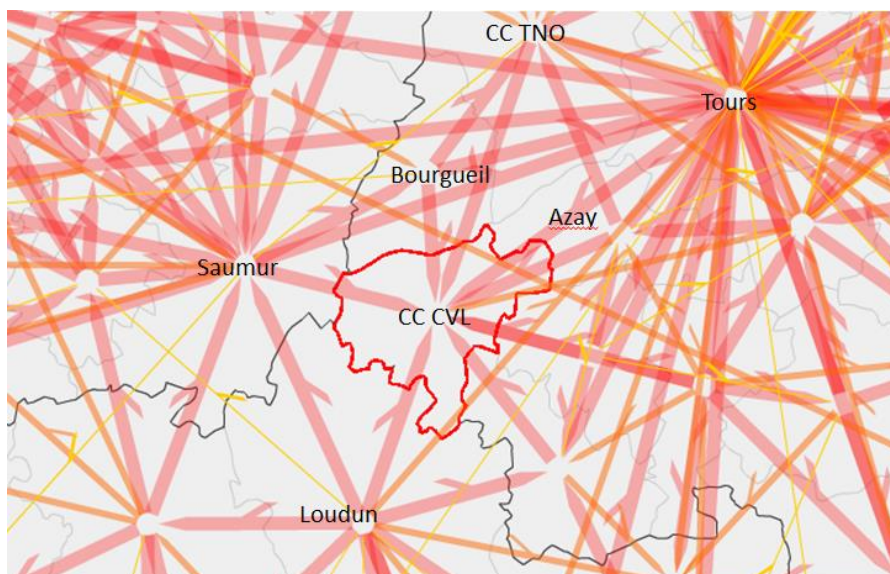 CC TNO
Tours
Bourgueil
Azay
Saumur
CC CVL
Loudun